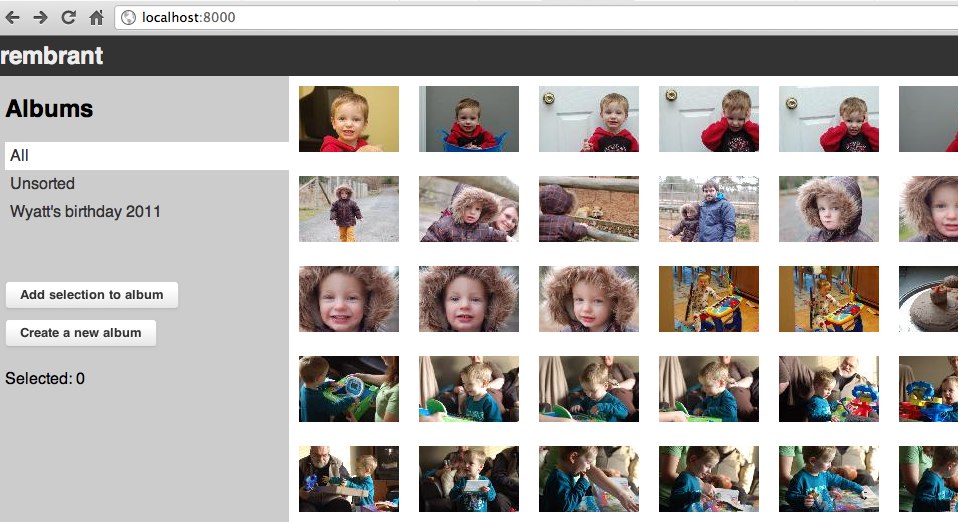 localhost:8000
rembrant
Albums
All
Unsorted
Wyatt's birthday 2011
Add selection to album
Create a new album
Selected: 0